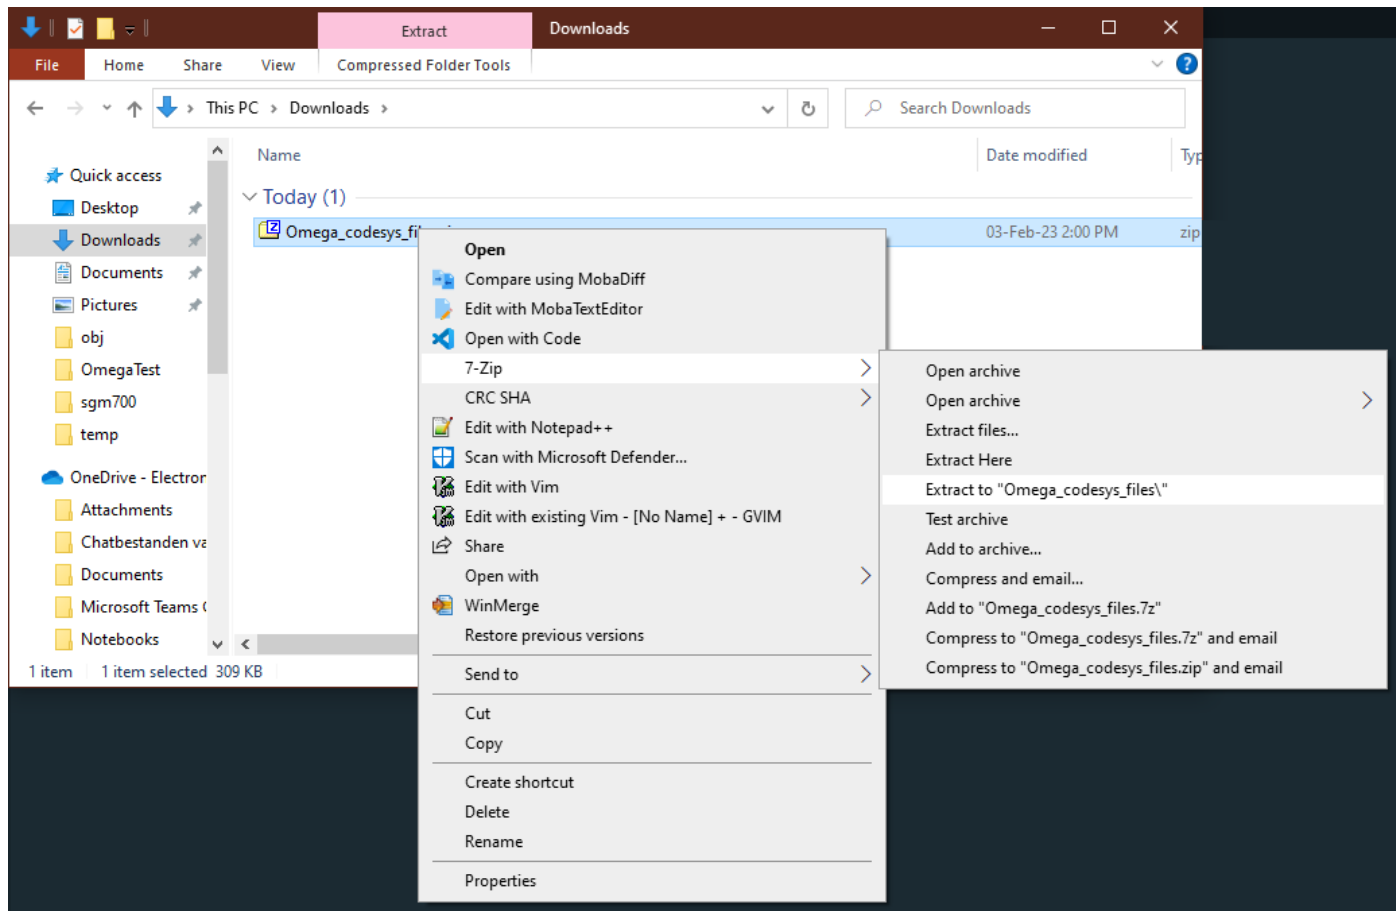 Extract
Downloads
File
Home
Share
View
Compressed Folder Tools
This PC
Downloads
Search Downloads
Name
Date modified
Typ
Quick access
Desktop
Downloads
Documents
Pictures
obj
OmegaTest
sgm700
temp
OneDrive - Electror
Attachments
Chatbestanden va
Documents
Microsoft Teams C
Notebooks
Today (1)
Omega_codesys_fil
03-Feb-23 2:00 PM
zip
1 item
1 item selected 309 KB
Open
Compare using MobaDiff
Edit with MobaTextEditor
Open with Code
7-Zip
CRC SHA
Edit with Notepad++
Scan with Microsoft Defender...
Edit with Vim
Edit with existing Vim - [No Name] + - GVIM
Share
Open with
WinMerge
Restore previous versions
Send to
Cut
Copy
Create shortcut
Delete
Rename
Properties
Open archive
Open archive
Extract files...
Extract Here
Extract to "Omega_codesys_files\"
Test archive
Add to archive...
Compress and email...
Add to "Omega_codesys_files.7z"
Compress to "Omega_codesys_files.7z" and email
Compress to "Omega_codesys_files.zip" and email